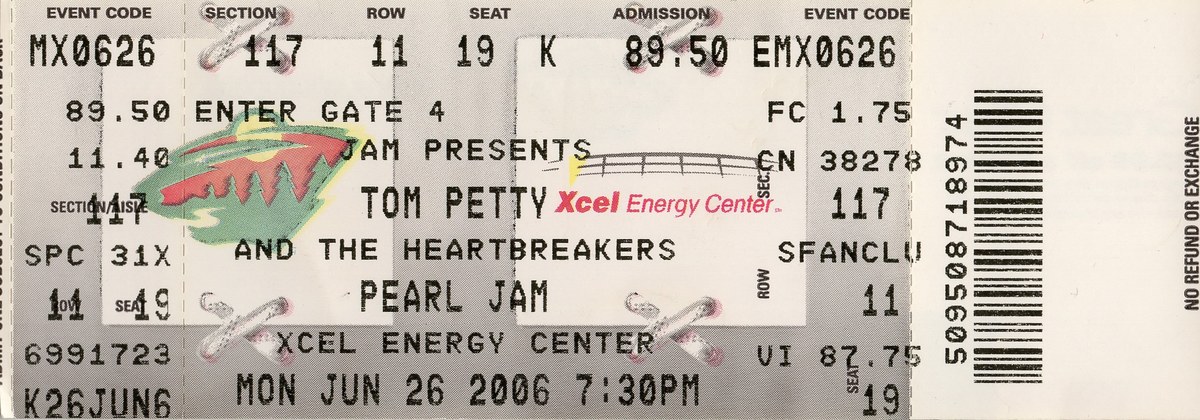 EVENT CODE SECTION ROW SEAT ADMISSION EVENT CODE
MX0626 117 11 19 K 89.50 EMX0626
89.50 ENTER GATE 4 FC 1.75
11.40 JAM PRESENTS CN 38278
SECTION/AISLE 117 TOM PETTY Xcel Energy Center SEC. 117
SPC 31X AND THE HEARTBREAKERS SFANCLU
ROW 11 SEAT 19 PEARL JAM ROW 11
6991723 XCEL ENERGY CENTER VI 87.75
K26JUN6 MON JUN 26 2006 7:30PM SEAT 19
509508718974
NO REFUND OR EXCHANGE